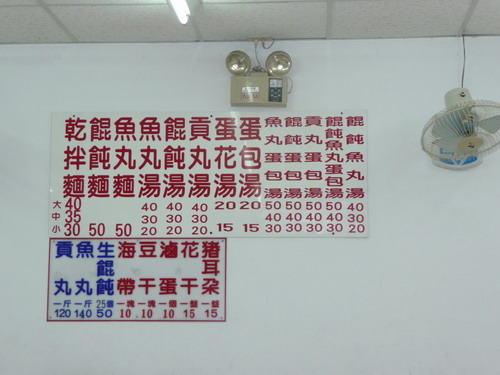 乾拌麵
餛飩麵
魚丸麵
魚丸湯
餛飩湯
貢丸湯
蛋花湯
蛋包湯
魚丸蛋包湯
餛飩蛋包湯
貢丸蛋包湯
餛飩魚丸蛋包湯
餛飩魚丸湯
大 40 40 40 40 20 20 50 50 50 50 40
中 35 30 30 30 40 40 40 40 30
小 30 50 50 20 20 20 15 15 30 30 30 30 20
貢丸 一斤 120
魚丸 一斤 140
生餛飩 25個 50
海帶 一塊 10
豆干 一塊 10
滷蛋 一個 10
花干 一盤 15
豬耳朵 一盤 15